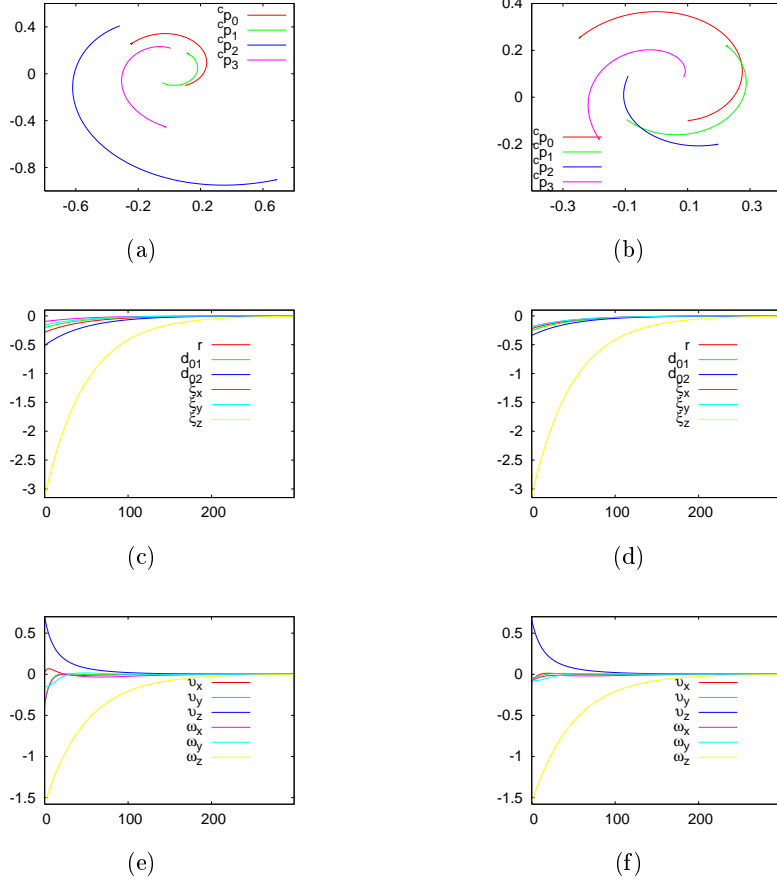 0.4
0
-0.4
-0.8
-0.6
-0.2
0.2
0.6
cp0
cp1
cp2
cp3
(a)
0.4
0.2
0
-0.2
-0.3
-0.1
0.1
0.3
cp0
cp1
cp2
cp3
(b)
0
-0.5
-1
-1.5
-2
-2.5
-3
0
100
200
r
d01
d02
ξx
ξy
ξz
(c)
0
-0.5
-1
-1.5
-2
-2.5
-3
0
100
200
r
d01
d02
ξx
ξy
ξz
(d)
0.5
0
-0.5
-1
-1.5
0
100
200
υx
υy
υz
ωx
ωy
ωz
(e)
0.5
0
-0.5
-1
-1.5
0
100
200
υx
υy
υz
ωx
ωy
ωz
(f)